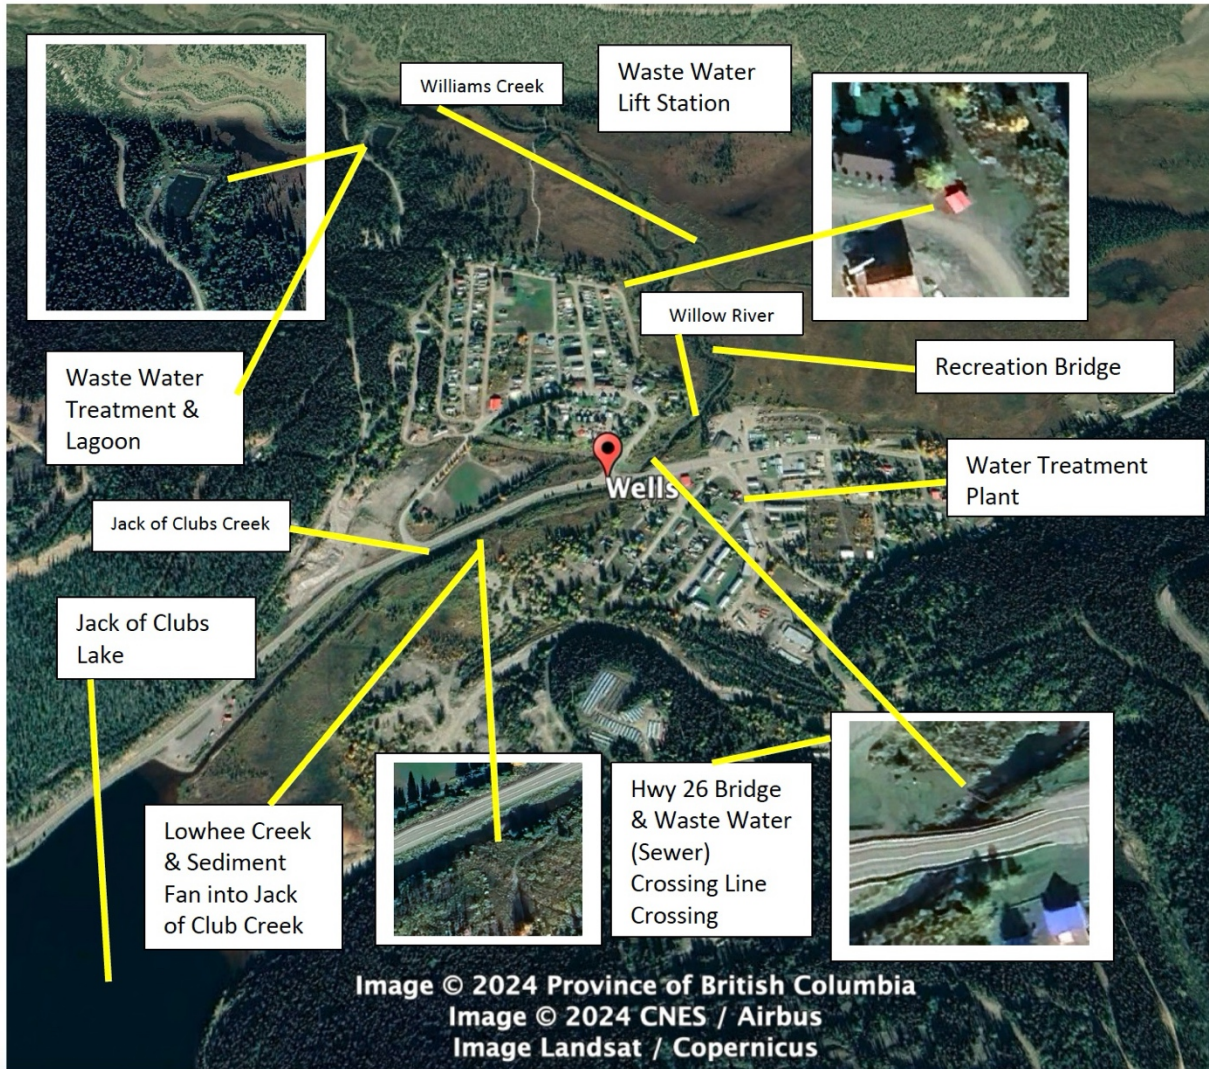 Williams Creek
Waste Water
Lift Station
Willow River
Recreation Bridge
Waste Water
Treatment &
Lagoon
Water Treatment
Plant
Wells
Jack of Clubs Creek
Jack of Clubs
Lake
Lowhee Creek
& Sediment
Fan into Jack
of Club Creek
Hwy 26 Bridge
& Waste Water
(Sewer)
Crossing Line
Crossing
Image © 2024 Province of British Columbia
Image © 2024 CNES / Airbus
Image Landsat / Copernicus